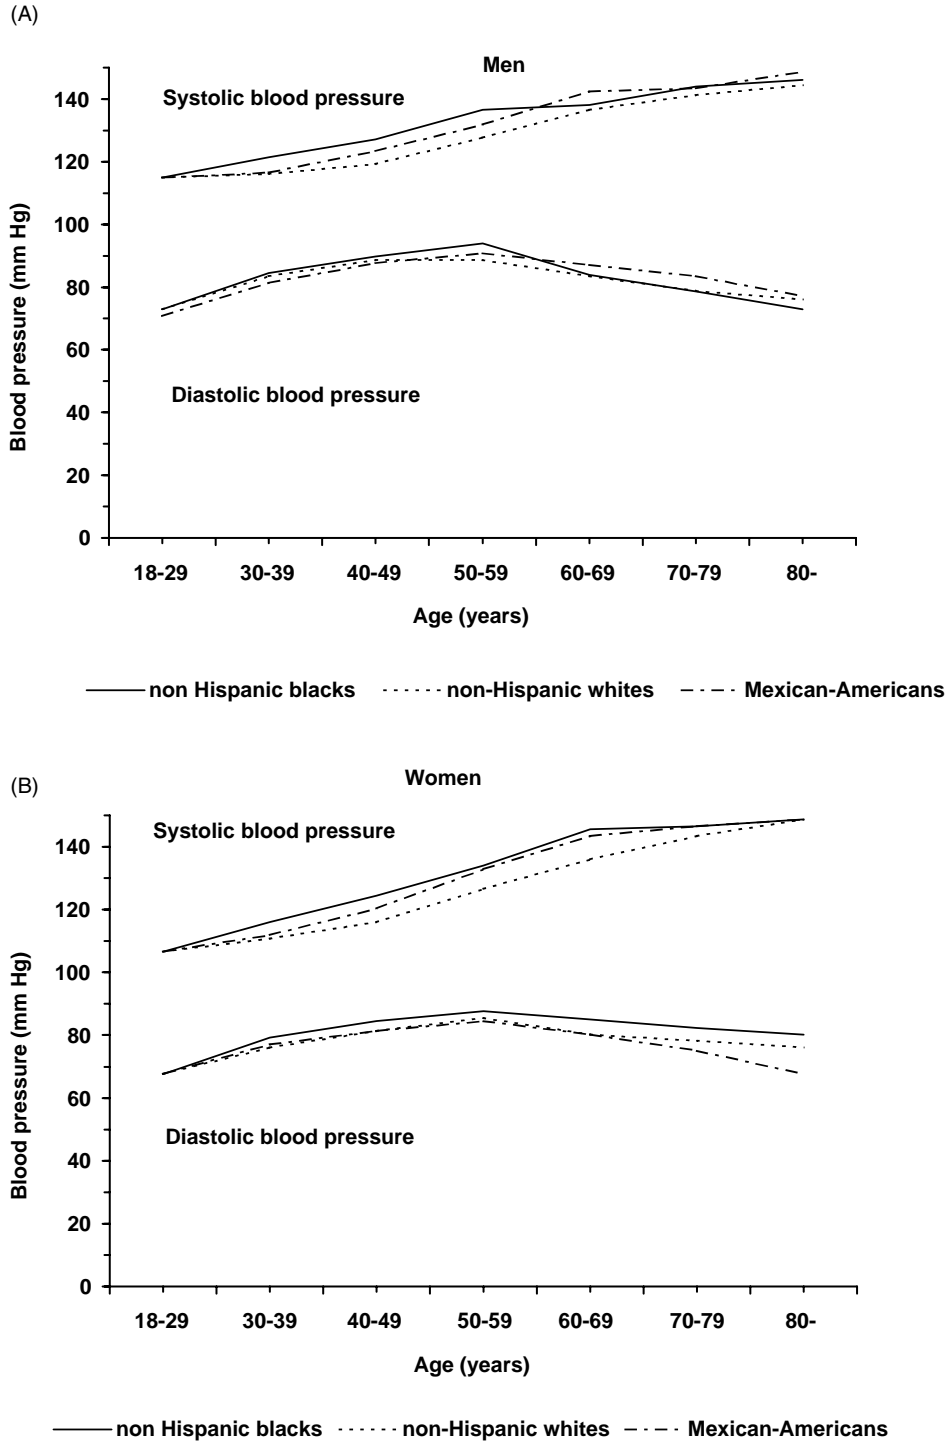 (A)
Men
Systolic blood pressure
140
120
100
80
60
40
20
0
Blood pressure (mm Hg)
Diastolic blood pressure
18-29 30-39 40-49 50-59 60-69 70-79 80-
Age (years)
non Hispanic blacks non-Hispanic whites Mexican-Americans
(B)
Women
Systolic blood pressure
140
120
100
80
60
40
20
0
Blood pressure (mm Hg)
Diastolic blood pressure
18-29 30-39 40-49 50-59 60-69 70-79 80-
Age (years)
non Hispanic blacks non-Hispanic whites Mexican-Americans